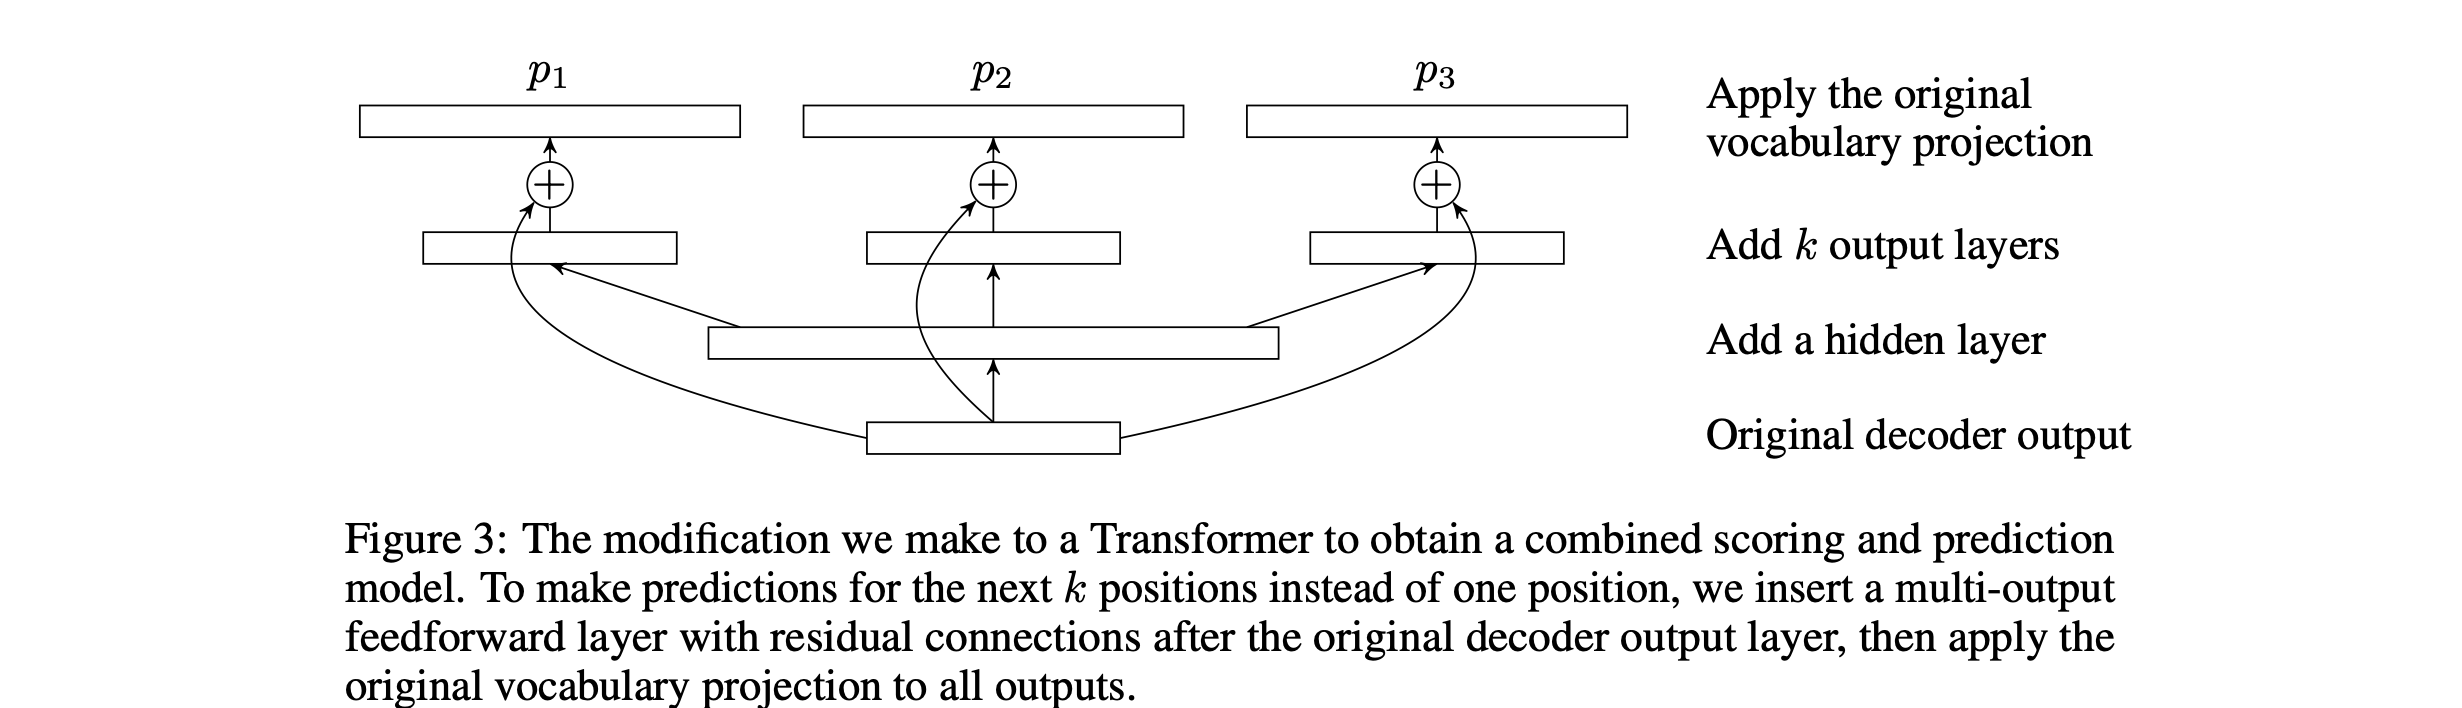 p1 p2 p3
Apply the original
vocabulary projection
Add k output layers
Add a hidden layer
Original decoder output
Figure 3: The modification we make to a Transformer to obtain a combined scoring and prediction
model. To make predictions for the next k positions instead of one position, we insert a multi-output
feedforward layer with residual connections after the original decoder output layer, then apply the
original vocabulary projection to all outputs.